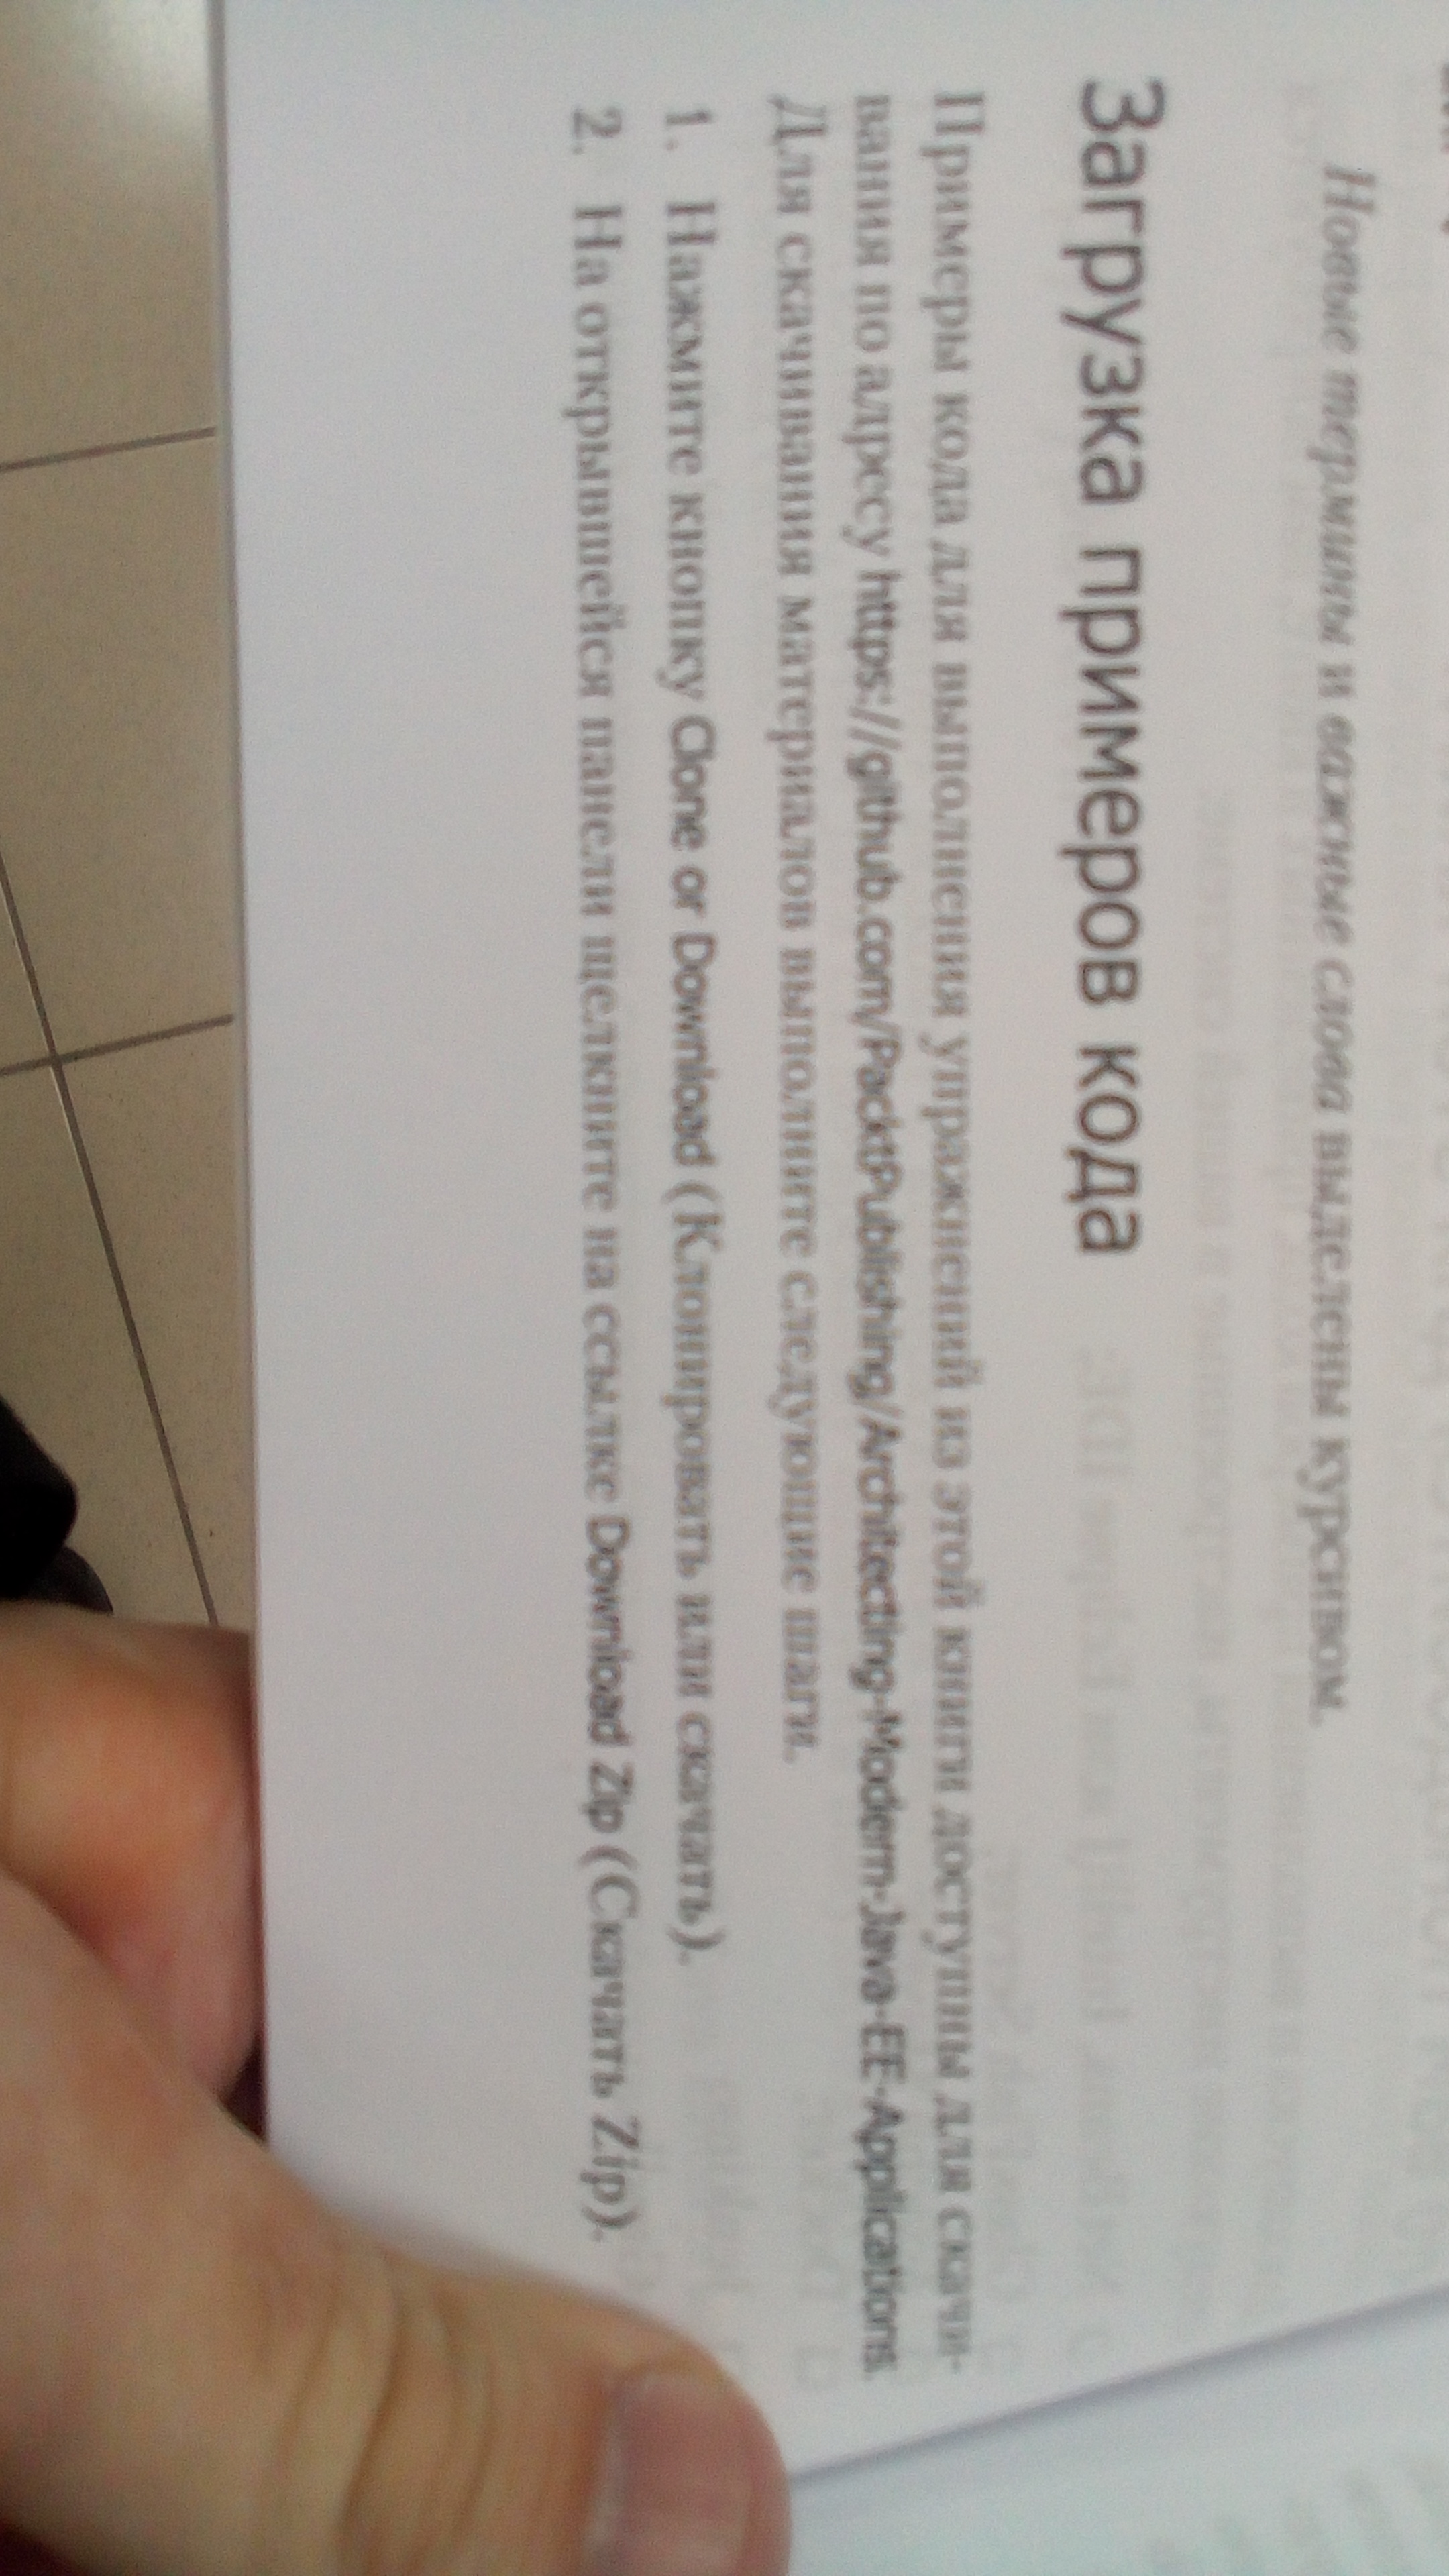 Новые термины и важные слова выделены курсивом.
Загрузка примеров кода
Примеры кода для выполнения упражнений из этой книги доступны для скачи-
вания по адресу https://github.com/PacktPublishing/Architecting-Modern-Java-EE-Applications.
Для скачивания материалов выполните следующие шаги.
1. Нажмите кнопку Clone or Download (Клонировать или скачать).
2. На открывшейся панели щелкните на ссылке Download Zip (Скачать Zip).